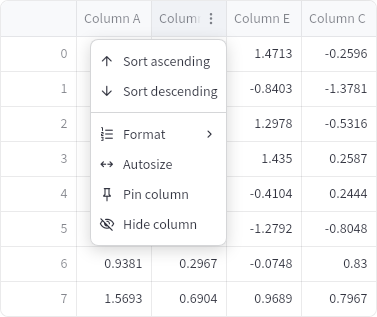 Column A Colum Column E Column C
0 1.4713 -0.2596
Sort ascending
1 -0.8403 -1.3781
Sort descending
2 1.2978 -0.5316
Format
3 1.435 0.2587
Autosize
4 -0.4104 0.2444
Pin column
5 -1.2792 -0.8048
Hide column
6 0.9381 0.2967 -0.0748 0.83
7 1.5693 0.6904 0.9689 0.7967